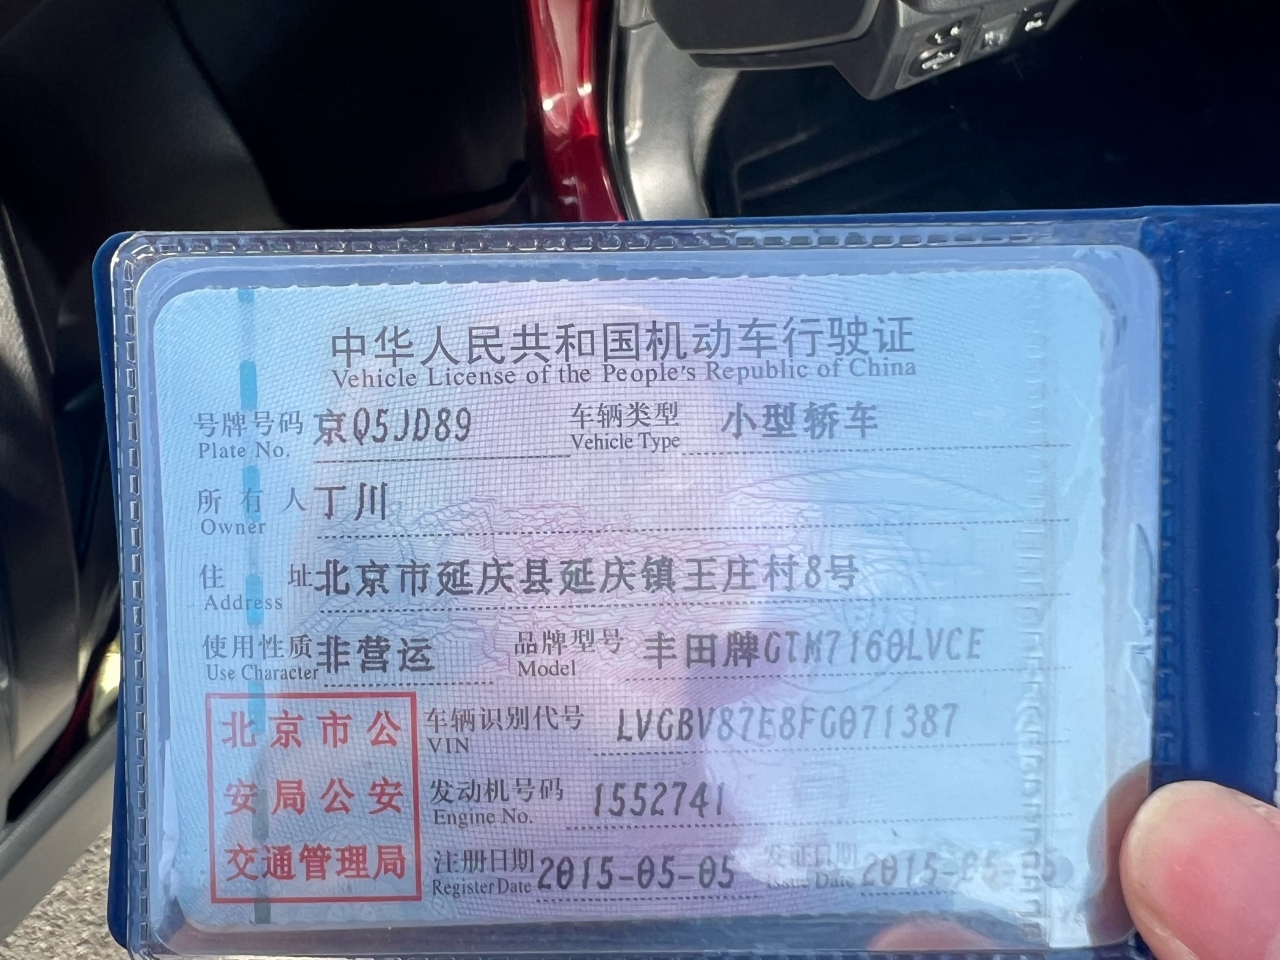 中华人民共和国机动车行驶证
Vehicle License of the People's Republic of China
号牌号码 京Q5JD89 车辆类型 小型轿车
Plate No. Vehicle Type
所有人 丁川
Owner
住址 北京市延庆县延庆镇王庄村8号
Address
使用性质 非营运 品牌型号 丰田牌GTM7160LVCE
Use Character Model
北京市公
安局公安
交通管理局
车辆识别代号 LVGBV87E8FG071387
VIN
发动机号码 1552741
Engine No.
注册日期 2015-05-05 发证日期 2015-05-
Register Date Issue Date